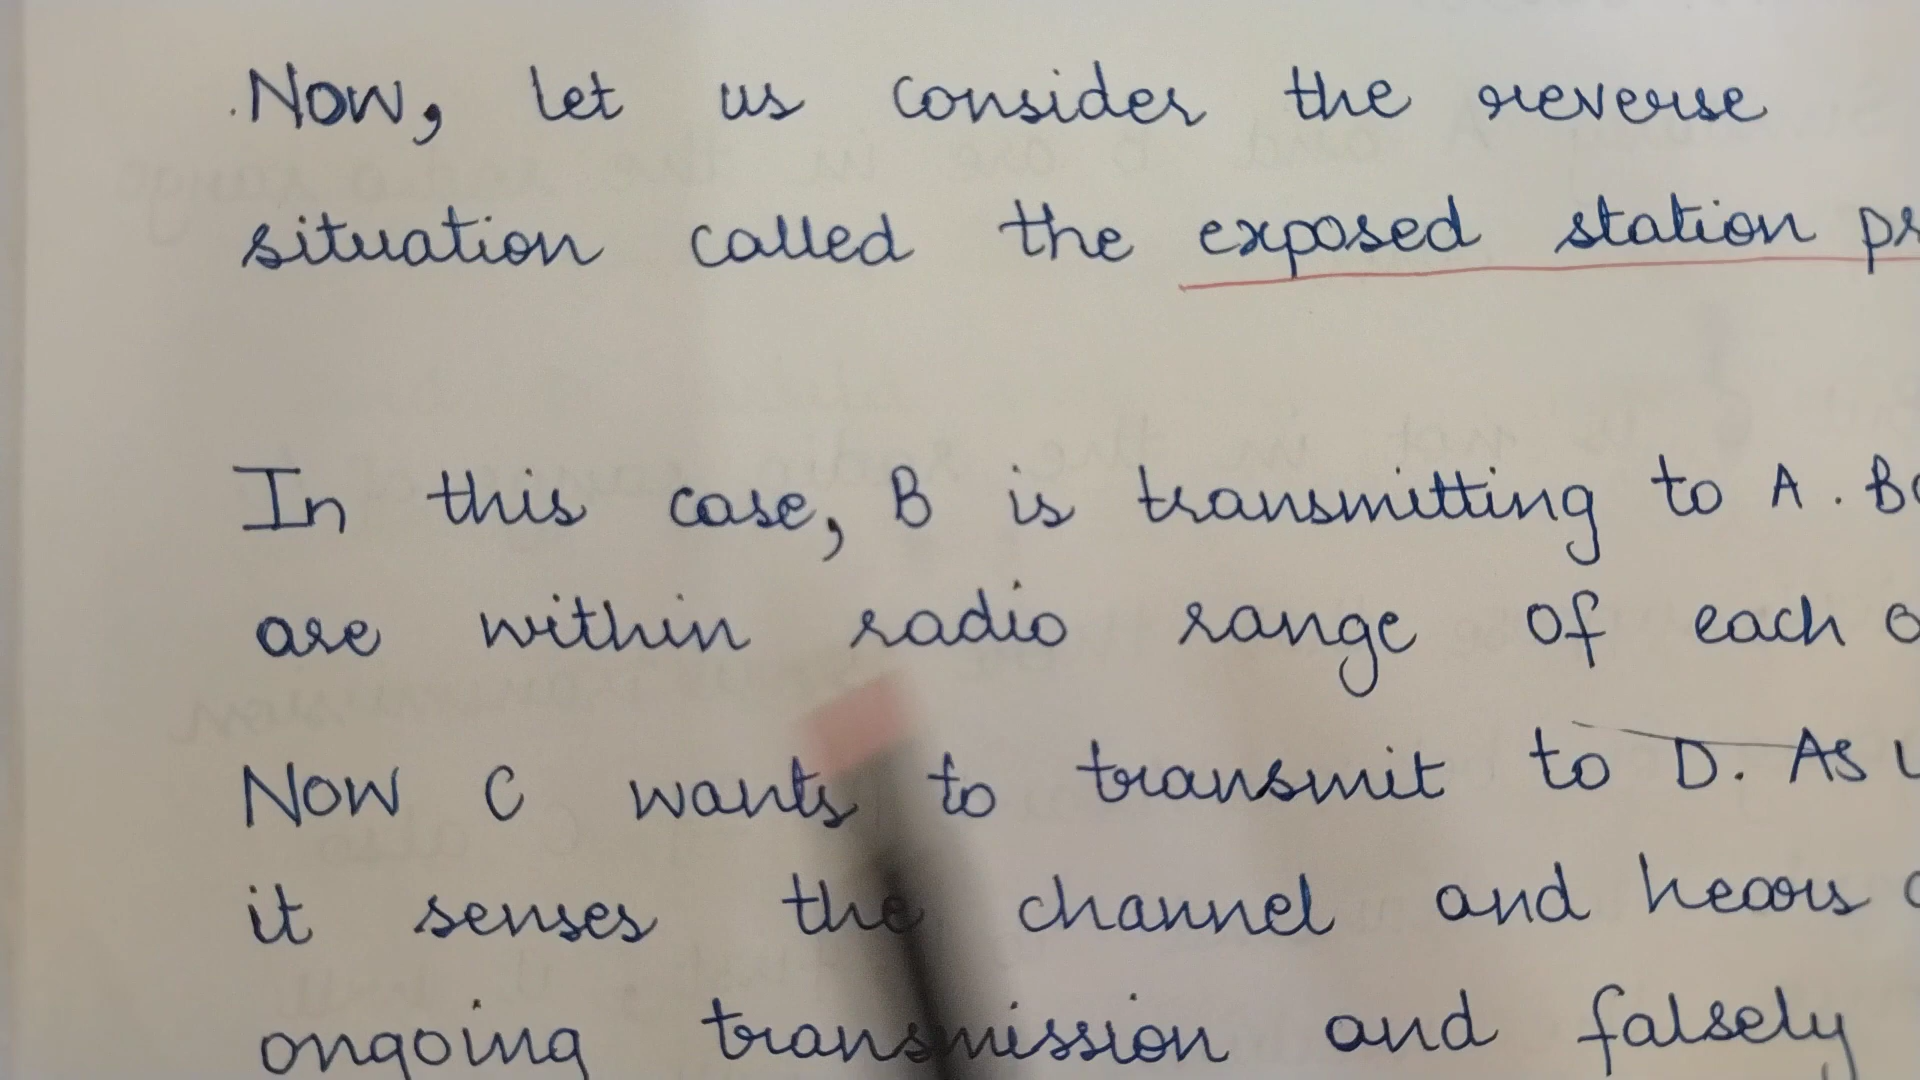 Now, let us consider the reverse
situation called the exposed station
In this case, B is transmitting to A.
are within radio range of each
Now C wants to transmit to D. As
it senses the channel and hears
ongoing transmission and falsely